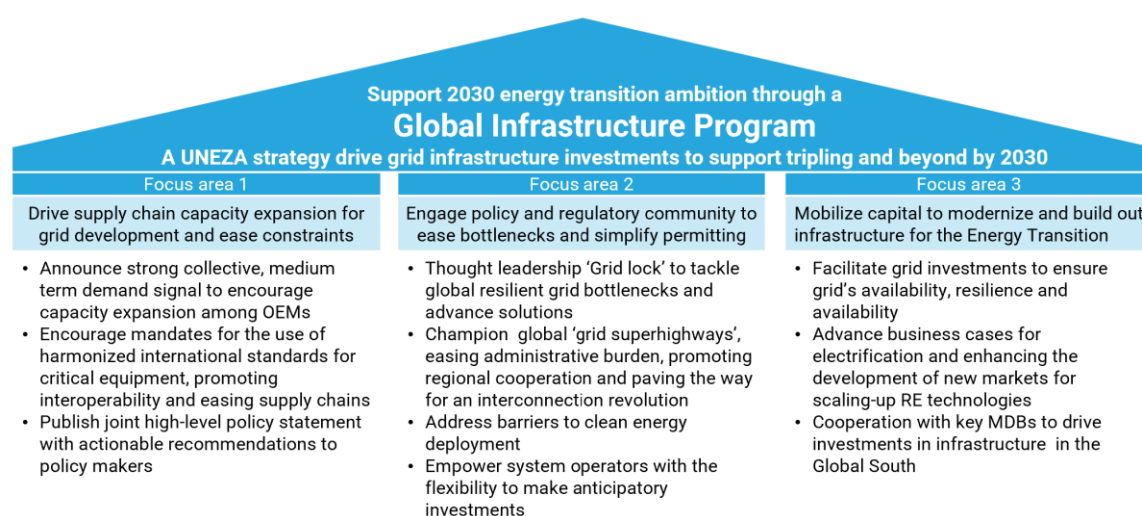 Support 2030 energy transition ambition through a
Global Infrastructure Program
A UNEZA strategy drive grid infrastructure investments to support tripling and beyond by 2030
Focus area 1
Drive supply chain capacity expansion for
grid development and ease constraints
• Announce strong collective, medium
term demand signal to encourage
capacity expansion among OEMs
• Encourage mandates for the use of
harmonized international standards for
critical equipment, promoting
interoperability and easing supply chains
• Publish joint high-level policy statement
with actionable recommendations to
policy makers
Focus area 2
Engage policy and regulatory community to
ease bottlenecks and simplify permitting
• Thought leadership ‘Grid lock’ to tackle
global resilient grid bottlenecks and
advance solutions
• Champion global ‘grid superhighways’,
easing administrative burden, promoting
regional cooperation and paving the way
for an interconnection revolution
• Address barriers to clean energy
deployment
• Empower system operators with the
flexibility to make anticipatory
investments
Focus area 3
Mobilize capital to modernize and build out
infrastructure for the Energy Transition
• Facilitate grid investments to ensure
grid’s availability, resilience and
availability
• Advance business cases for
electrification and enhancing the
development of new markets for
scaling-up RE technologies
• Cooperation with key MDBs to drive
investments in infrastructure in the
Global South